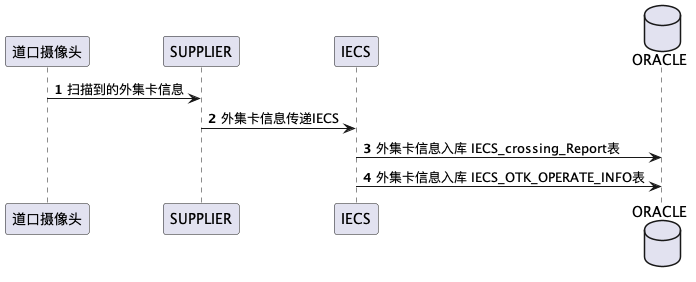 道口摄像头 SUPPLIER IECS ORACLE
1 扫描到的外集卡信息
2 外集卡信息传递IECS
3 外集卡信息入库 IECS_crossing_Report表
4 外集卡信息入库 IECS_OTK_OPERATE_INFO表
道口摄像头 SUPPLIER IECS ORACLE